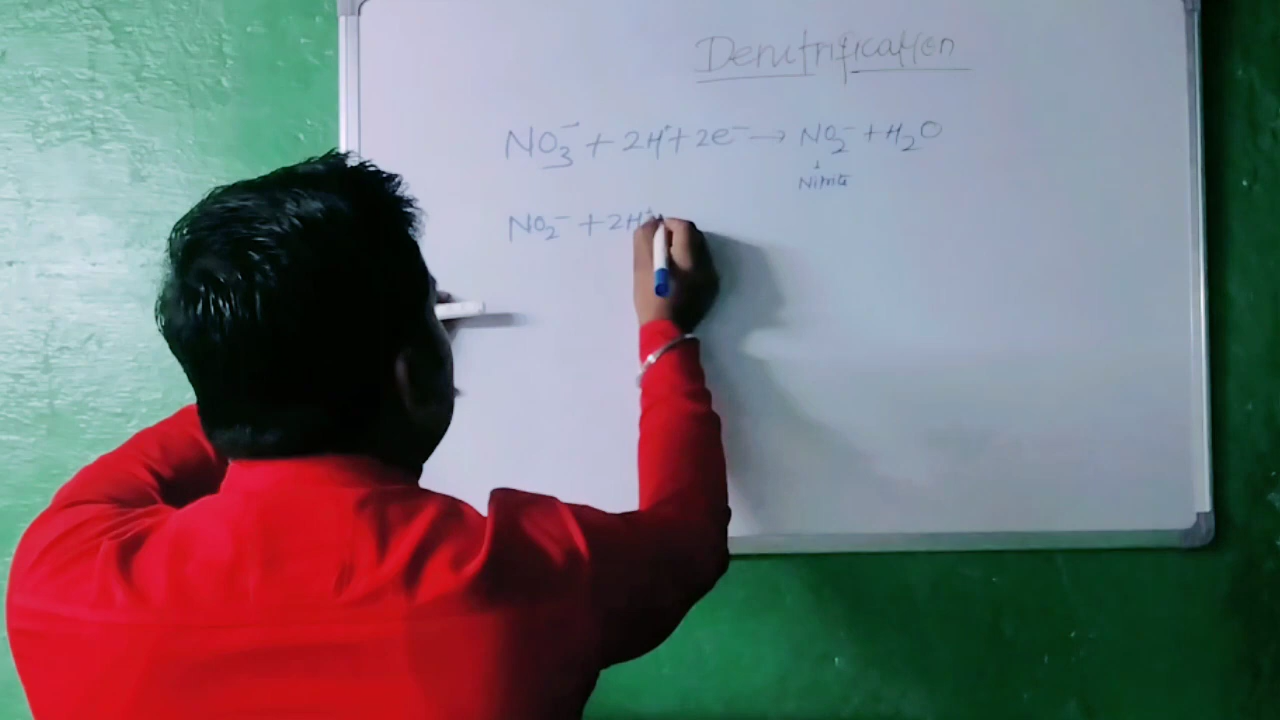 Denitrification
NO₃⁻ + 2H⁺ + 2e⁻ → NO₂⁻ + H₂O
↓
Nitrite
NO₂⁻ + 2H⁺